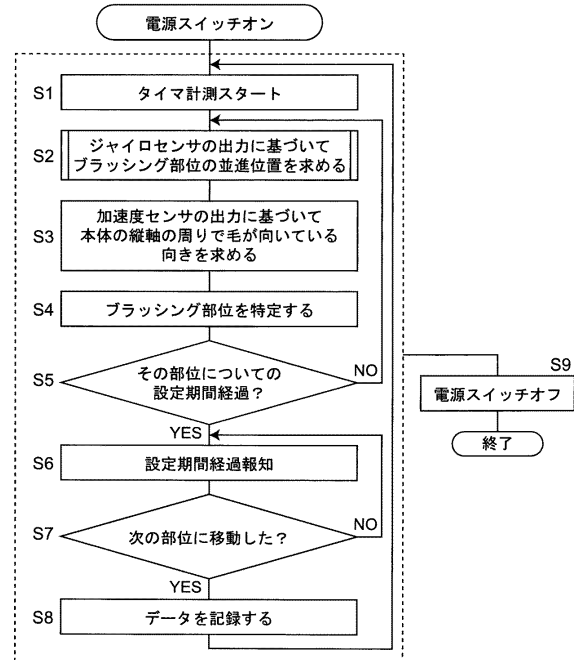 電源スイッチオン
S1
タイマ計測スタート
S2
ジャイロセンサの出力に基づいて
ブラッシング部位の並進位置を求める
S3
加速度センサの出力に基づいて
本体の縦軸の周りで毛が向いている
向きを求める
S4
ブラッシング部位を特定する
S5
その部位についての
設定期間経過？
NO
YES
S6
設定期間経過報知
S7
次の部位に移動した？
NO
YES
S8
データを記録する
S9
電源スイッチオフ
終了